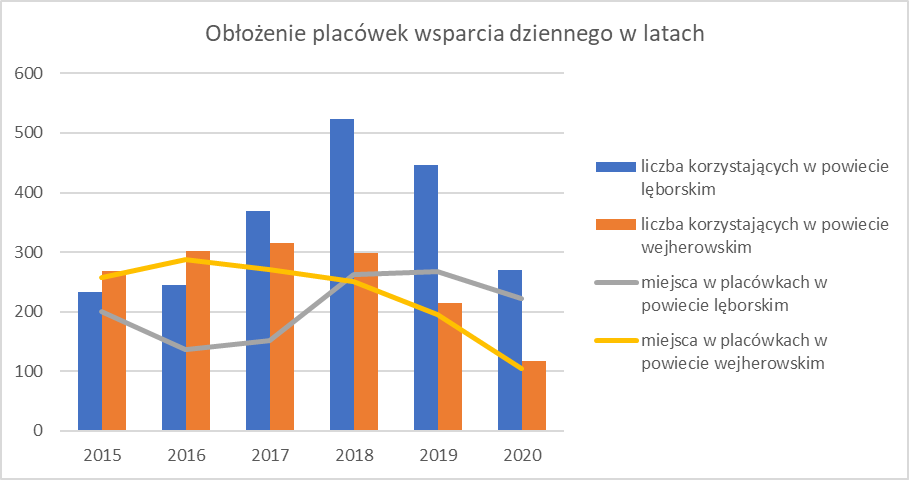 Obłożenie placówek wsparcia dziennego w latach
600
500
400
300
200
100
0
2015 2016 2017 2018 2019 2020
liczba korzystających w powiecie
lęborskim
liczba korzystających w powiecie
wejherowskim
miejsca w placówkach w
powiecie lęborskim
miejsca w placówkach w
powiecie wejherowskim